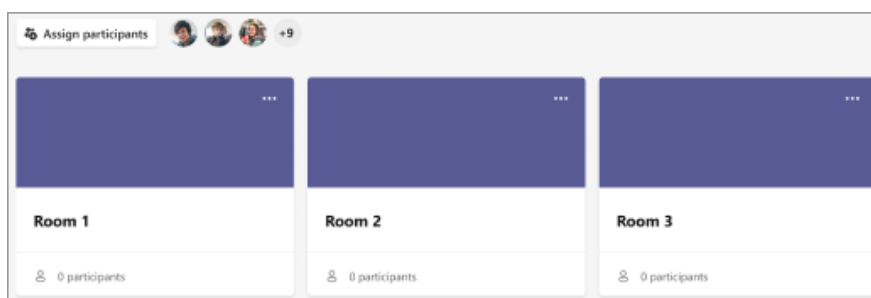 Assign participants +9
Room 1 Room 2 Room 3
0 participants 0 participants 0 participants